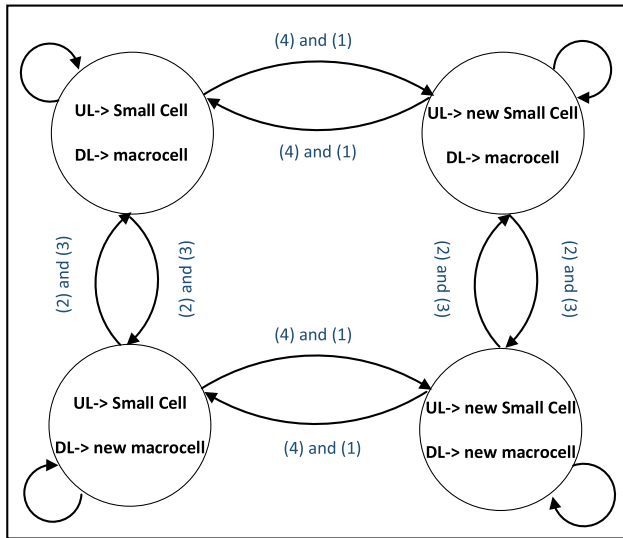 (4) and (1)
UL-> Small Cell
DL-> macrocell
UL-> new Small Cell
DL-> macrocell
(4) and (1)
(2) and (3)
(2) and (3)
(2) and (3)
(2) and (3)
(4) and (1)
UL-> Small Cell
DL-> new macrocell
UL-> new Small Cell
DL-> new macrocell
(4) and (1)